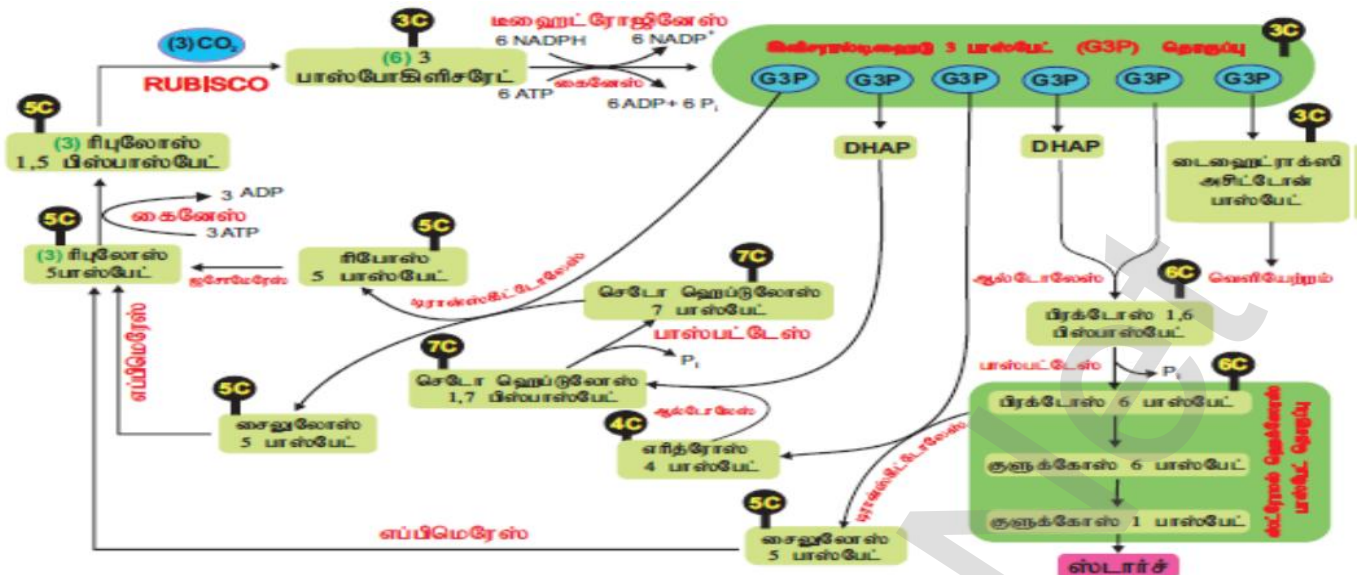 3C
டீஹைட்ரோஜினேஸ்
3C
(3)CO₂
6 NADPH 6 NADP⁺
(6) 3
பாஸ்போகிளிசரேட்
RUBISCO
கைனேஸ்
6 ATP
6 ADP+ 6 Pᵢ
3 பாஸ்பேட் (G3P) தொகுப்பு
G3P G3P G3P G3P G3P G3P
5C
3C
(3) ரிபுலோஸ்
1,5 பிஸ்பாஸ்பேட்
DHAP
DHAP
டைஹைட்ராக்ஸி
அசிட்டோன்
பாஸ்பேட்
3 ADP
கைனேஸ்
3ATP
5C
5C
(3) ரிபுலோஸ்
5பாஸ்பேட்
ஐசோமேரேஸ்
ரிபோஸ்
5 பாஸ்பேட்
7C
ஆல்டோலேஸ்
6C
வெளியேற்றம்
டிரான்ஸ்கீட்டோலேஸ்
செடோ ஹெப்டுலோஸ்
7 பாஸ்பேட்
பிரக்டோஸ் 1,6
பிஸ்பாஸ்பேட்
பாஸ்பட்டேஸ்
Pᵢ
7C
செடோ ஹெப்டுலோஸ்
1,7 பிஸ்பாஸ்பேட்
பாஸ்பட்டேஸ்
Pᵢ
6C
எப்பிமெரேஸ்
5C
சைலுலோஸ்
5 பாஸ்பேட்
ஆல்டோலேஸ்
4C
எரித்ரோஸ்
4 பாஸ்பேட்
டிரான்ஸ்கீட்டோலேஸ்
பிரக்டோஸ் 6 பாஸ்பேட்
குளுக்கோஸ் 6 பாஸ்பேட்
குளுக்கோஸ் 1 பாஸ்பேட்
5C
எப்பிமெரேஸ்
சைலுலோஸ்
5 பாஸ்பேட்
ஸ்டார்ச்